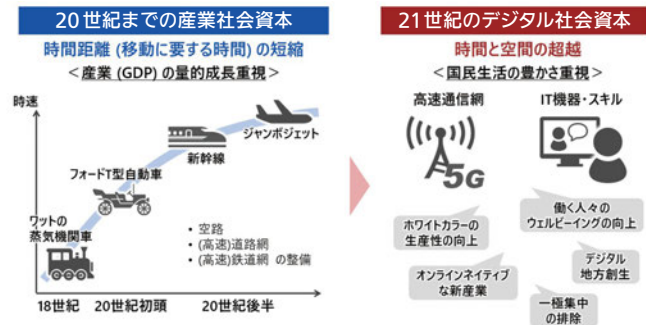 20世紀までの産業社会資本
時間距離 (移動に要する時間) の短縮
＜産業 (GDP) の量的成長重視＞
時速
ジャンボジェット
新幹線
フォードT型自動車
ワットの
蒸気機関車
• 空路
• (高速)道路網
• (高速)鉄道網 の整備
18世紀
20世紀初頭
20世紀後半
21世紀のデジタル社会資本
時間と空間の超越
＜国民生活の豊かさ重視＞
高速通信網
IT機器・スキル
5G
働く人々の
ウェルビーイングの向上
ホワイトカラーの
生産性の向上
デジタル
地方創生
オンラインネイティブ
な新産業
一極集中
の排除